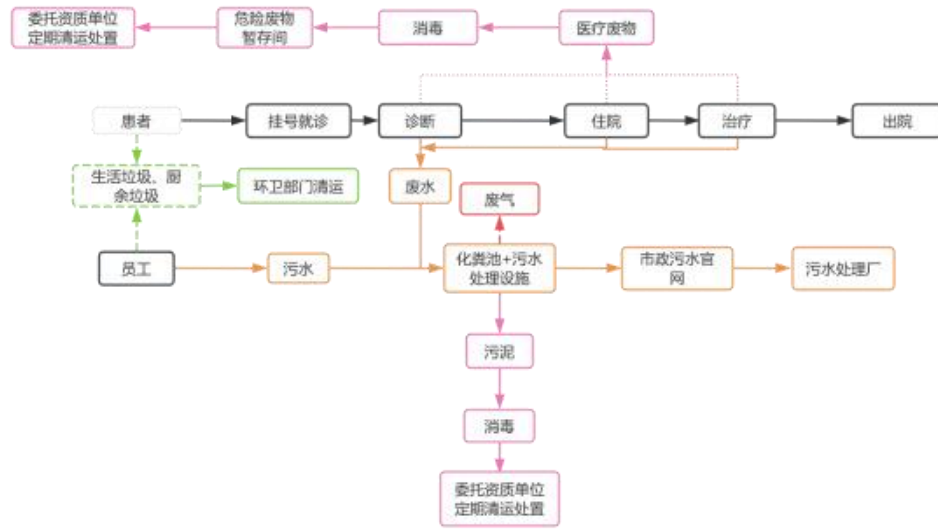 委托资质单位
定期清运处置
危险废物
暂存间
消毒
医疗废物
患者
挂号就诊
诊断
住院
治疗
出院
生活垃圾、厨
余垃圾
环卫部门清运
废水
废气
员工
污水
化粪池+污水
处理设施
市政污水官
网
污水处理厂
污泥
消毒
委托资质单位
定期清运处置